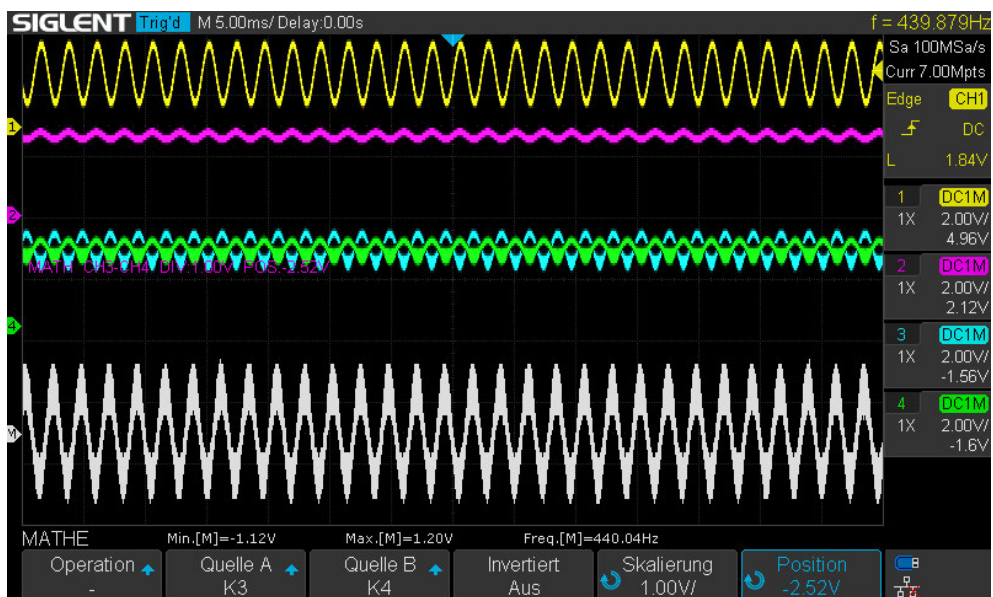 SIGLENT Trig'd M 5.00ms/ Delay:0.00s f = 439.879Hz
Sa 100MSa/s
Curr 7.00Mpts
Edge CH1
DC
L 1.84V
1 DC1M
1X 2.00V/
4.96V
2 DC1M
1X 2.00V/
2.12V
3 DC1M
1X 2.00V/
-1.56V
4 DC1M
1X 2.00V/
-1.6V
1
2
MATH CH3-CH4 DIV:1.00V POS:-2.52V
4
M
MATHE Min.[M]=-1.12V Max.[M]=1.20V Freq.[M]=440.04Hz
Operation Quelle A Quelle B Invertiert Skalierung Position
- K3 K4 Aus 1.00V/ -2.52V